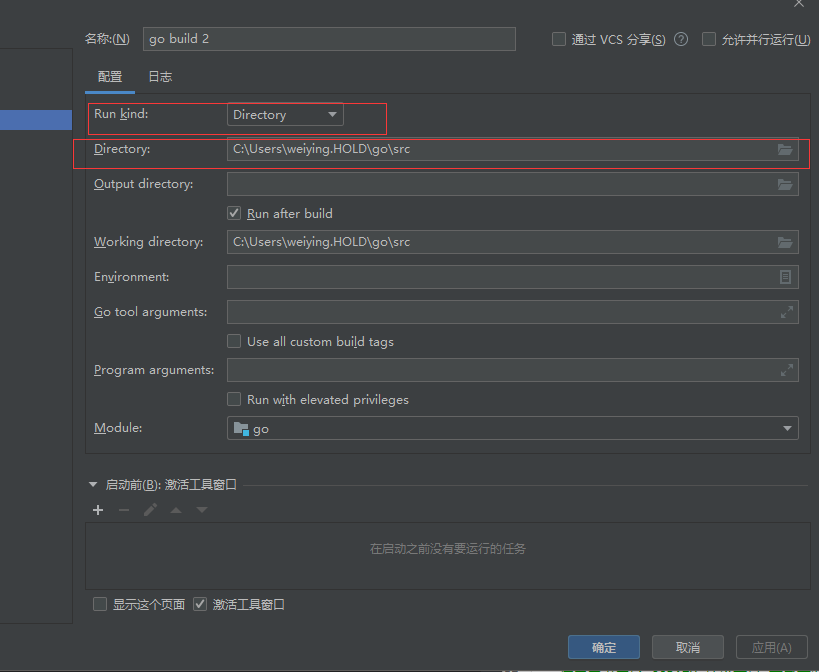 名称:(N) go build 2 通过 VCS 分享(S) ? 允许并行运行(U)
配置 日志
Run kind: Directory
Directory: C:\Users\weiying.HOLD\go\src
Output directory:
Run after build
Working directory: C:\Users\weiying.HOLD\go\src
Environment:
Go tool arguments:
Use all custom build tags
Program arguments:
Run with elevated privileges
Module: go
启动前(B): 激活工具窗口
在启动之前没有要运行的任务
显示这个页面 激活工具窗口
确定 取消 应用(A)